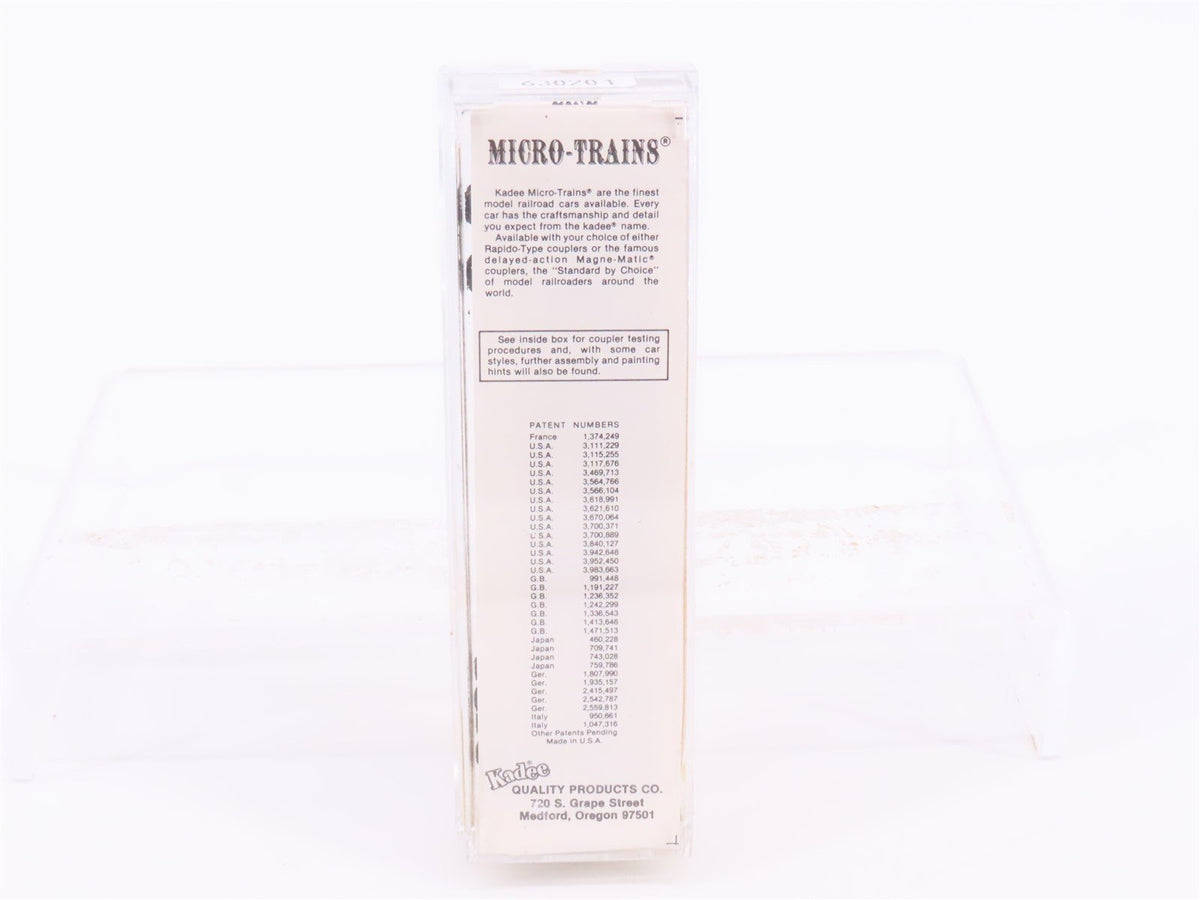 630201
MICRO-TRAINS®
Kadee Micro-Trains® are the finest
model railroad cars available. Every
car has the craftsmanship and detail
you expect from the kadee® name.
Available with your choice of either
Rapido-Type couplers or the famous
delayed-action Magne-Matic®
couplers, the "Standard by Choice"
of model railroaders around the
world.
See inside box for coupler testing
procedures and, with some car
styles, further assembly and painting
hints will also be found.
PATENT NUMBERS
France 1,374,249
U.S.A. 3,111,229
U.S.A. 3,115,255
U.S.A. 3,117,676
U.S.A. 3,469,713
U.S.A. 3,564,766
U.S.A. 3,566,104
U.S.A. 3,618,991
U.S.A. 3,621,610
U.S.A. 3,670,064
U.S.A. 3,700,371
U.S.A. 3,700,889
U.S.A. 3,840,127
U.S.A. 3,942,648
U.S.A. 3,952,450
U.S.A. 3,983,663
G.B. 991,448
G.B. 1,191,227
G.B. 1,236,352
G.B. 1,242,299
G.B. 1,336,543
G.B. 1,413,646
G.B. 1,471,513
Japan 460,228
Japan 709,741
Japan 743,028
Japan 759,786
Ger. 1,807,990
Ger. 1,935,157
Ger. 2,415,497
Ger. 2,542,787
Ger. 2,559,813
Italy 950,661
Italy 1,047,316
Other Patents Pending
Made in U.S.A.
Kadee®
QUALITY PRODUCTS CO.
720 S. Grape Street
Medford, Oregon 97501